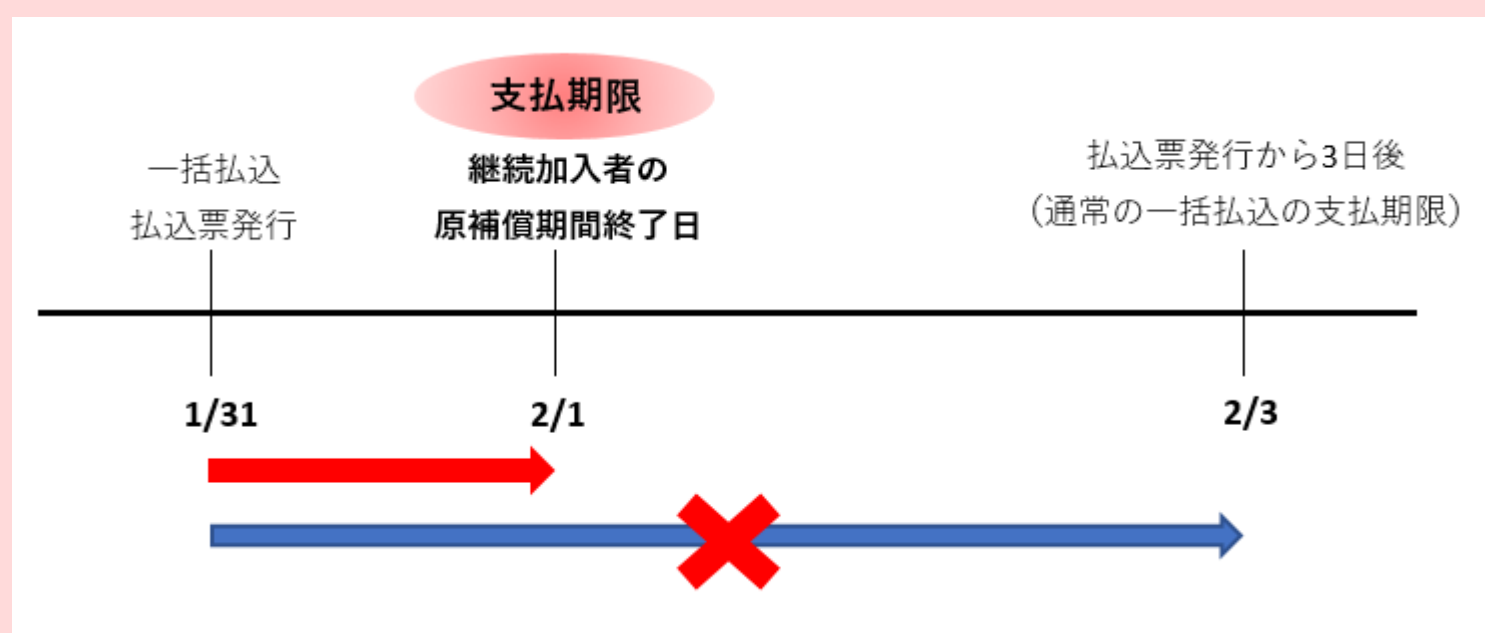 支払期限
一括払込
払込票発行
継続加入者の
原補償期間終了日
払込票発行から3日後
（通常の一括払込の支払期限）
1/31
2/1
2/3